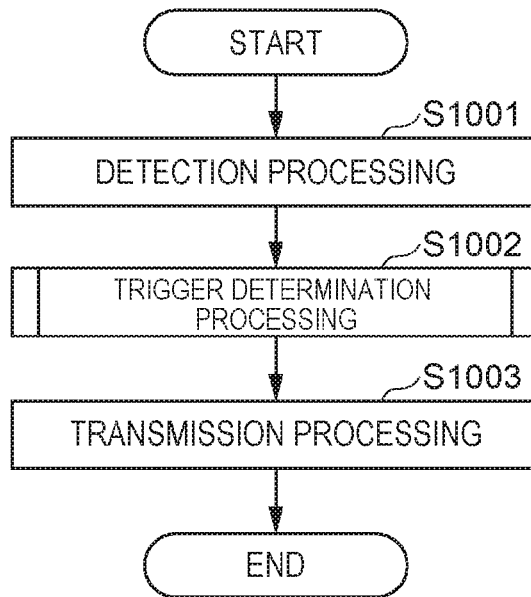 START
S1001
DETECTION PROCESSING
S1002
TRIGGER DETERMINATION
PROCESSING
S1003
TRANSMISSION PROCESSING
END